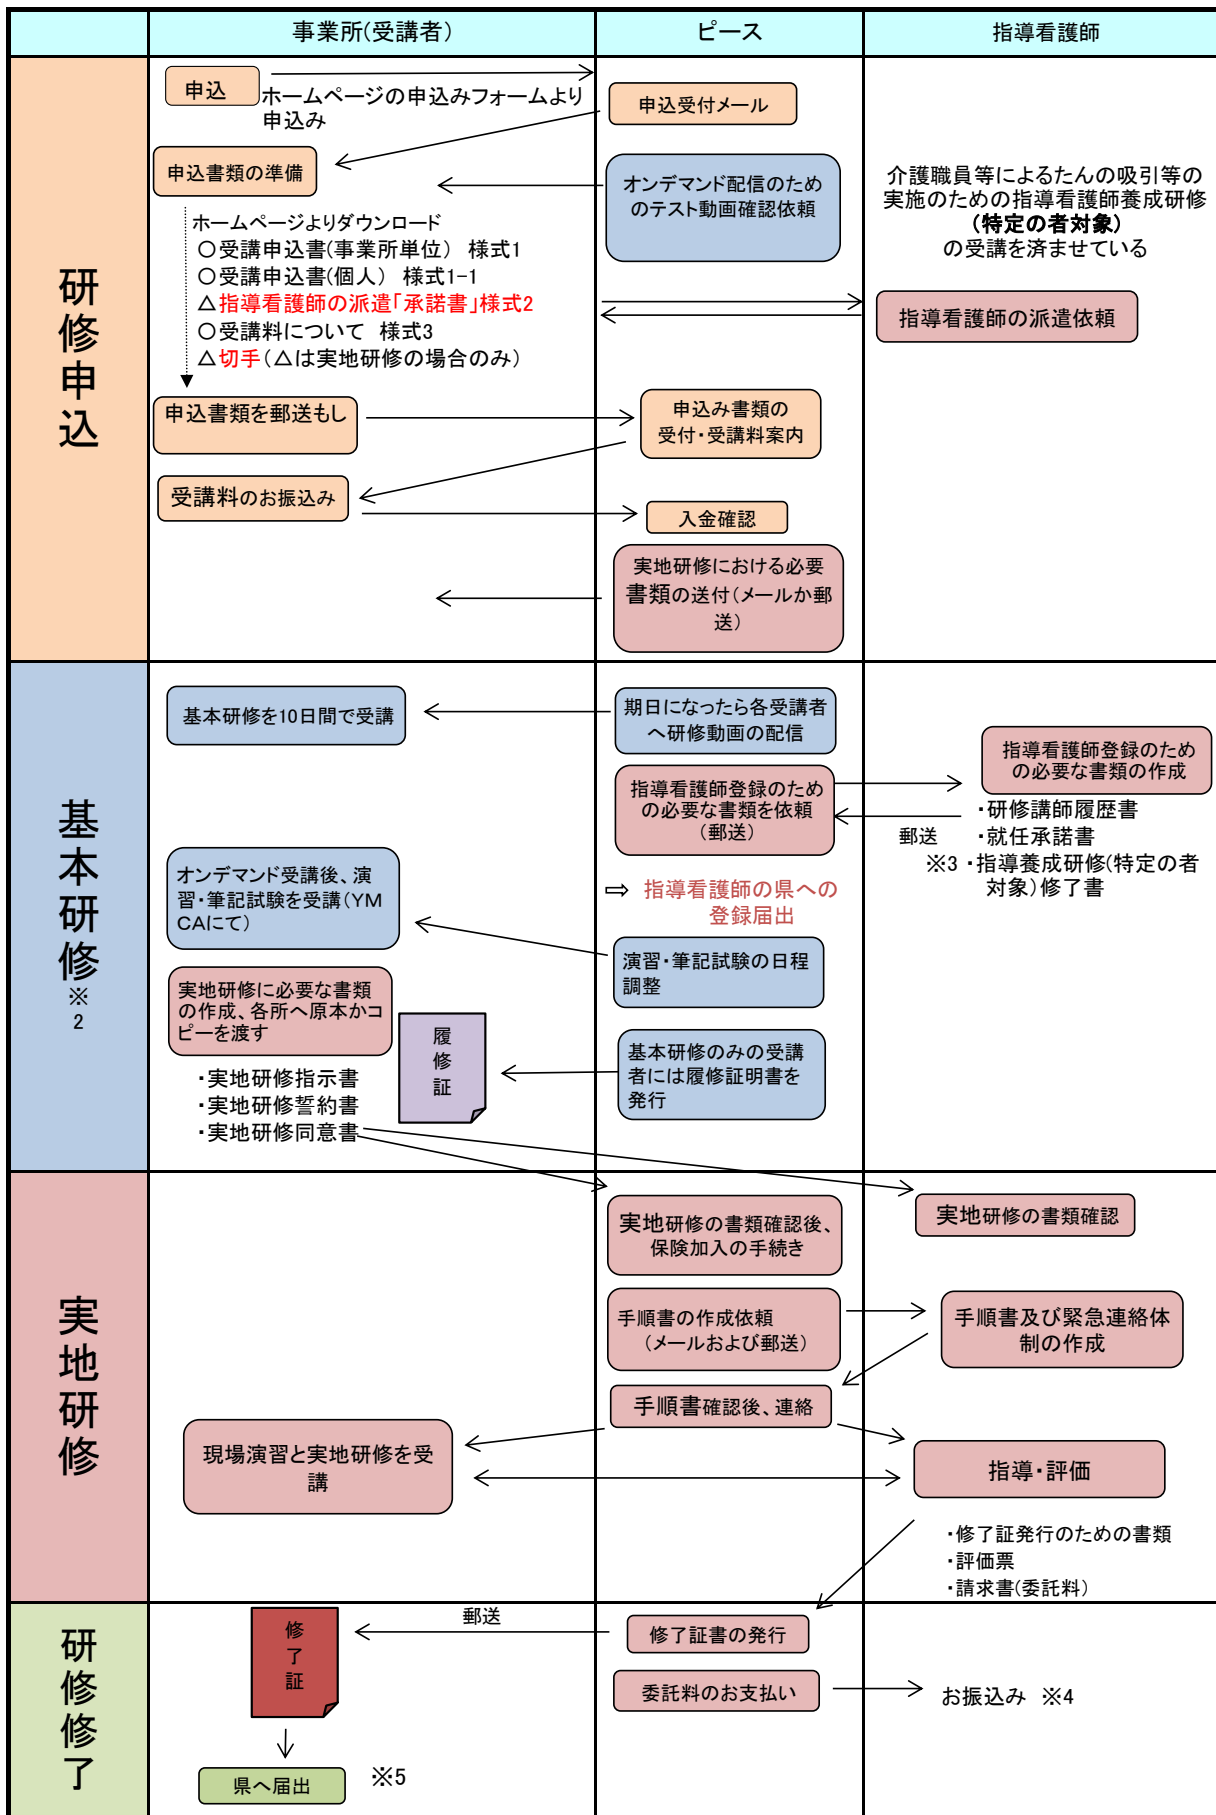 事業所(受講者)
ピース
指導看護師
研修申込
申込
ホームページの申込みフォームより
申込み
申込受付メール
申込書類の準備
オンデマンド配信のため
のテスト動画確認依頼
介護職員等によるたんの吸引等の
実施のための指導看護師養成研修
(特定の者対象)
の受講を済ませている
ホームページよりダウンロード
○受講申込書(事業所単位) 様式1
○受講申込書(個人) 様式1-1
△指導看護師の派遣「承諾書」様式2
○受講料について 様式3
△切手(△は実地研修の場合のみ)
指導看護師の派遣依頼
申込書類を郵送もし
申込み書類の
受付・受講料案内
受講料のお振込み
入金確認
実地研修における必要
書類の送付(メールか郵
送)
基本研修
※
2
基本研修を10日間で受講
期日になったら各受講者
へ研修動画の配信
指導看護師登録のため
の必要な書類の作成
指導看護師登録のため
の必要な書類を依頼
(郵送)
郵送
・研修講師履歴書
・就任承諾書
※3・指導養成研修(特定の者
対象)修了書
オンデマンド受講後、演
習・筆記試験を受講(YM
CAにて)
⇨ 指導看護師の県への
登録届出
演習・筆記試験の日程
調整
実地研修に必要な書類
の作成、各所へ原本かコ
ピーを渡す
履
修
証
基本研修のみの受講
者には履修証明書を
発行
・実地研修指示書
・実地研修誓約書
・実地研修同意書
実地研修
実地研修の書類確認後、
保険加入の手続き
実地研修の書類確認
手順書の作成依頼
(メールおよび郵送)
手順書及び緊急連絡体
制の作成
手順書確認後、連絡
現場演習と実地研修を受
講
指導・評価
・修了証発行のための書類
・評価票
・請求書(委託料)
研修修了
修
了
証
郵送
修了証書の発行
委託料のお支払い
お振込み ※4
県へ届出
※5